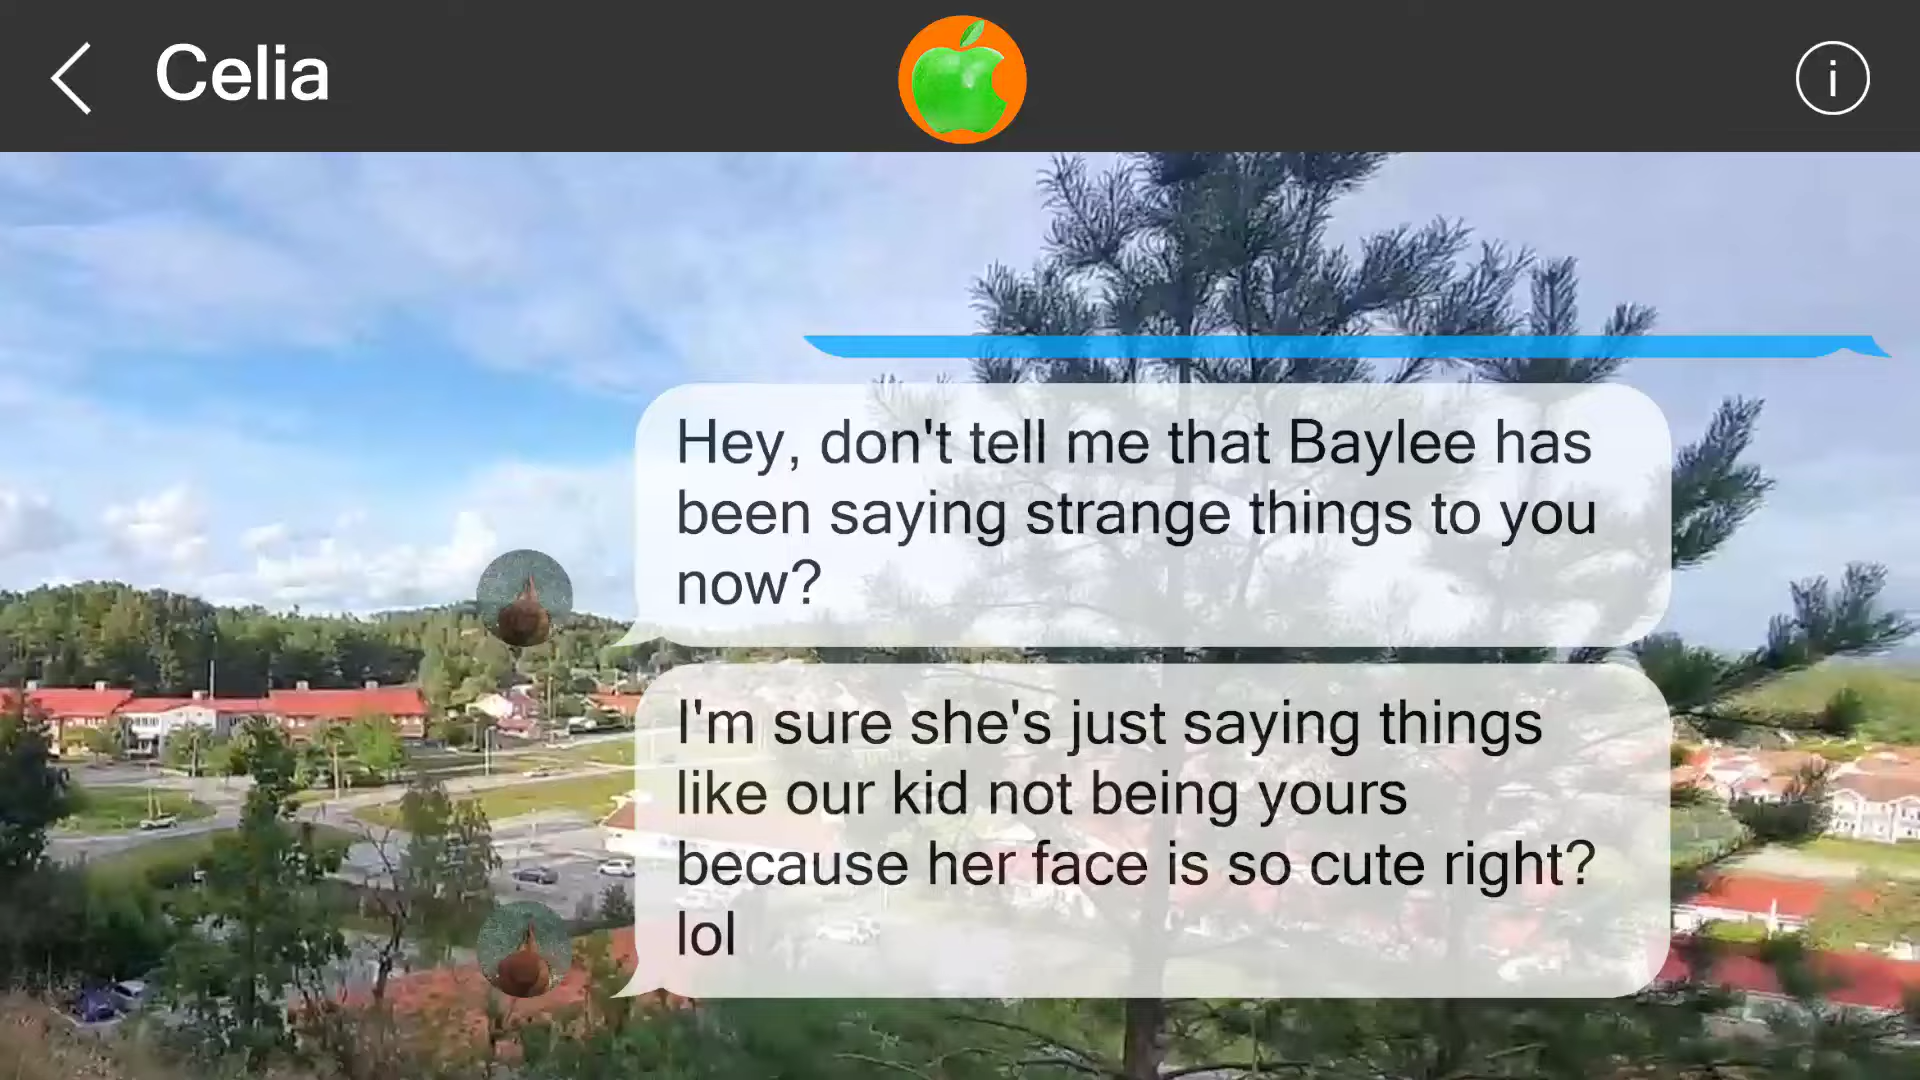 Celia
Hey, don't tell me that Baylee has
been saying strange things to you
now?
I'm sure she's just saying things
like our kid not being yours
because her face is so cute right?
lol